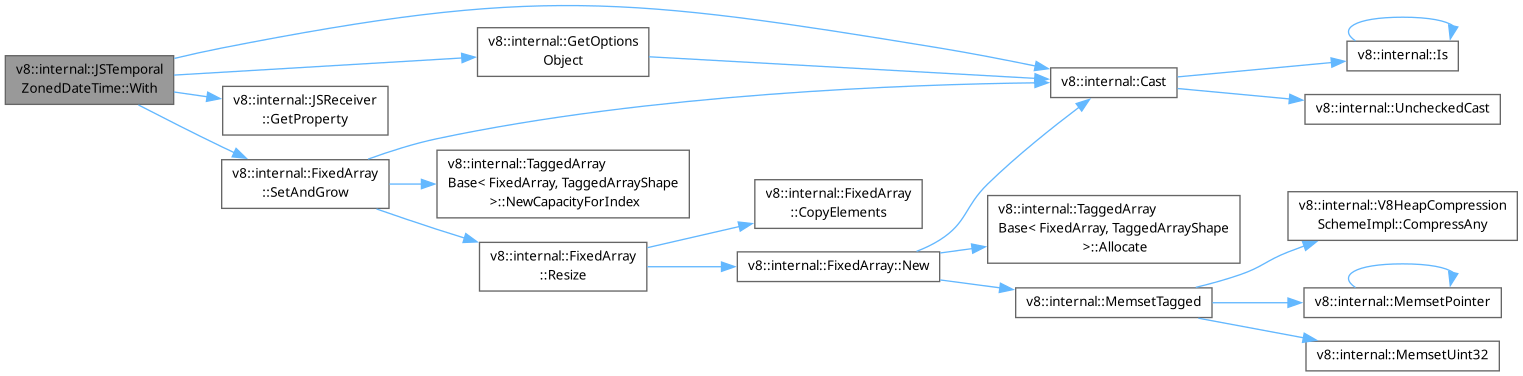 v8::internal::JSTemporal
ZonedDateTime::With
v8::internal::GetOptions
Object
v8::internal::JSReceiver
::GetProperty
v8::internal::FixedArray
::SetAndGrow
v8::internal::TaggedArray
Base< FixedArray, TaggedArrayShape
>::NewCapacityForIndex
v8::internal::FixedArray
::Resize
v8::internal::FixedArray
::CopyElements
v8::internal::FixedArray::New
v8::internal::Cast
v8::internal::TaggedArray
Base< FixedArray, TaggedArrayShape
>::Allocate
v8::internal::MemsetTagged
v8::internal::Is
v8::internal::UncheckedCast
v8::internal::V8HeapCompression
SchemeImpl::CompressAny
v8::internal::MemsetPointer
v8::internal::MemsetUint32